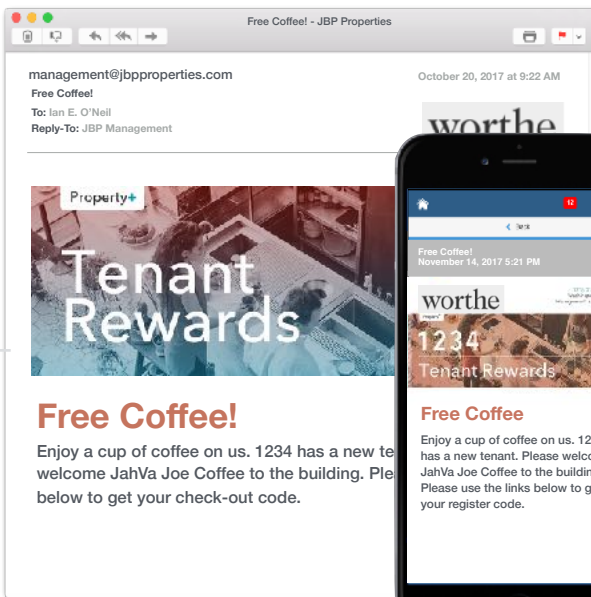 Free Coffee! - JBP Properties
management@jbpproperties.com
October 20, 2017 at 9:22 AM
Free Coffee!
To: Ian E. O'Neil
Reply-To: JBP Management
worthe
Property+
Tenant
Rewards
Free Coffee!
Enjoy a cup of coffee on us. 1234 has a new te
welcome JahVa Joe Coffee to the building. Ple
below to get your check-out code.
12
Back
Free Coffee!
November 14, 2017 5:21 PM
worthe
Property+
1234
Tenant Rewards
Free Coffee
Enjoy a cup of coffee on us. 12
has a new tenant. Please welco
JahVa Joe Coffee to the buildin
Please use the links below to g
your register code.